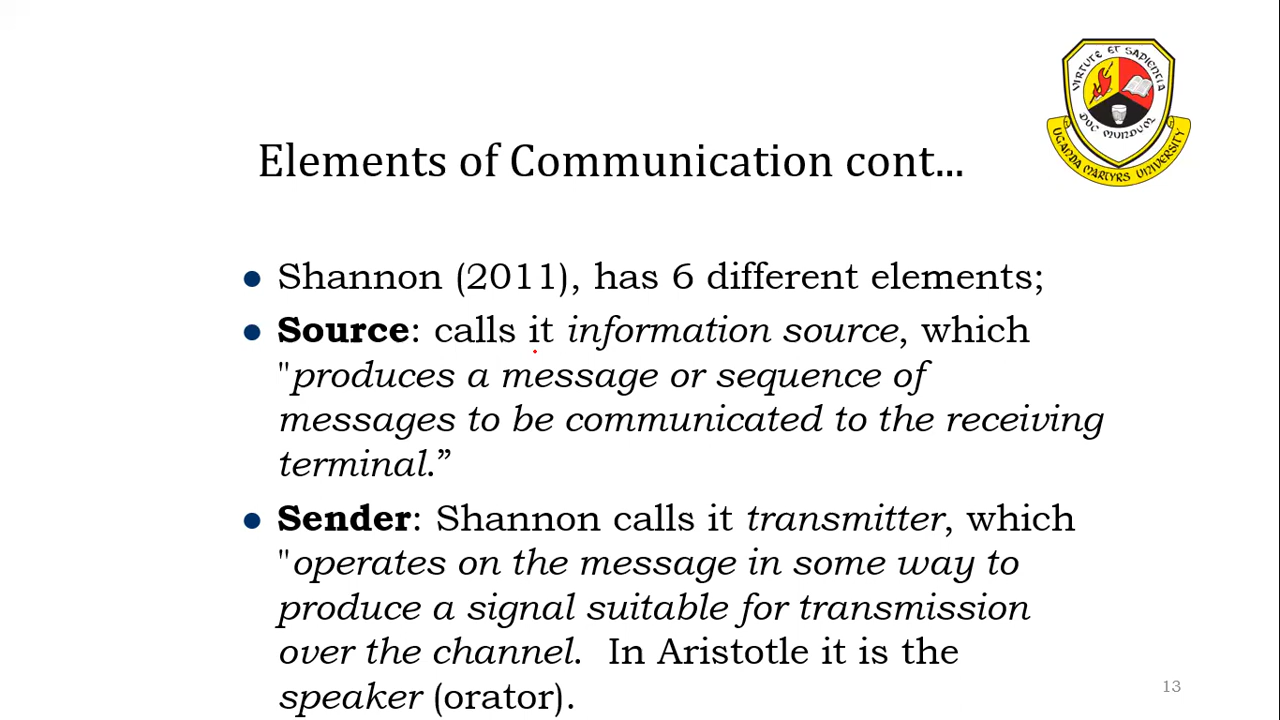 VIRTUTE ET SAPIENTIA
DUC MUNDUM
UGANDA MARTYRS UNIVERSITY
Elements of Communication cont...
Shannon (2011), has 6 different elements;
Source: calls it information source, which
"produces a message or sequence of
messages to be communicated to the receiving
terminal.”
Sender: Shannon calls it transmitter, which
"operates on the message in some way to
produce a signal suitable for transmission
over the channel.  In Aristotle it is the
speaker (orator).
13